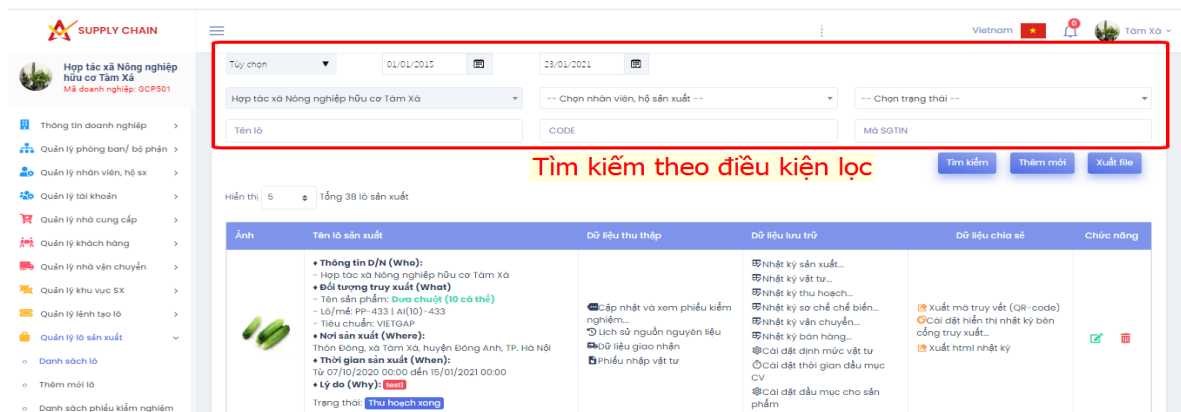 SUPPLY CHAIN
Vietnam
0
Tàm Xá
Hợp tác xã Nông nghiệp
hữu cơ Tàm Xá
Mã doanh nghiệp: GCP501
Thông tin doanh nghiệp
Quản lý phòng ban/ bộ phận
Quản lý nhân viên, hộ sx
Quản lý tài khoản
Quản lý nhà cung cấp
Quản lý khách hàng
Quản lý nhà vận chuyển
Quản lý khu vục SX
Quản lý lệnh tạo lô
Quản lý lô sản xuất
Danh sách lô
Thêm mới lô
Danh sách phiếu kiểm nghiệm
Tùy chọn
01/01/2015
23/01/2021
Hợp tác xã Nông nghiệp hữu cơ Tàm Xá
-- Chọn nhân viên, hộ sản xuất --
-- Chọn trạng thái --
Tên lô
CODE
Mã SGTIN
Tìm kiếm theo điều kiện lọc
Tìm kiếm
Thêm mới
Xuất file
Hiển thị 5 Tổng 38 lô sản xuất
Ảnh
Tên lô sản xuất
Dữ liệu thu thập
Dữ liệu lưu trữ
Dữ liệu chia sẻ
Chức năng
♦ Thông tin D/N (Who):
- Hợp tác xã Nông nghiệp hữu cơ Tàm Xá
♦ Đối tượng truy xuất (What)
- Tên sản phẩm: Dưa chuột (10 cá thể)
- Lô/mẻ: PP-433 | AI(10)-433
- Tiêu chuẩn: VIETGAP
♦ Nơi sản xuất (Where):
Thôn Đông, xã Tàm Xá, huyện Đông Anh, TP. Hà Nội
♦ Thời gian sản xuất (When):
Từ 07/10/2020 00:00 đến 15/01/2021 00:00
♦ Lý do (Why): test1
Trạng thái: Thu hoạch xong
Cập nhật và xem phiếu kiểm
nghiệm...
Lịch sử nguồn nguyên liệu
Dữ liệu giao nhận
Phiếu nhập vật tư
Nhật ký sản xuất...
Nhật ký vật tư...
Nhật ký thu hoạch...
Nhật ký sơ chế chế biến...
Nhật ký vận chuyển...
Nhật ký bán hàng...
Cài đặt định mức vật tư
Cài đặt thời gian đầu mục
CV
Cài đặt đầu mục cho sản
phẩm
Xuất mã truy vết (QR-code)
Cài đặt hiển thị nhật ký bên
cổng truy xuất...
Xuất html nhật ký